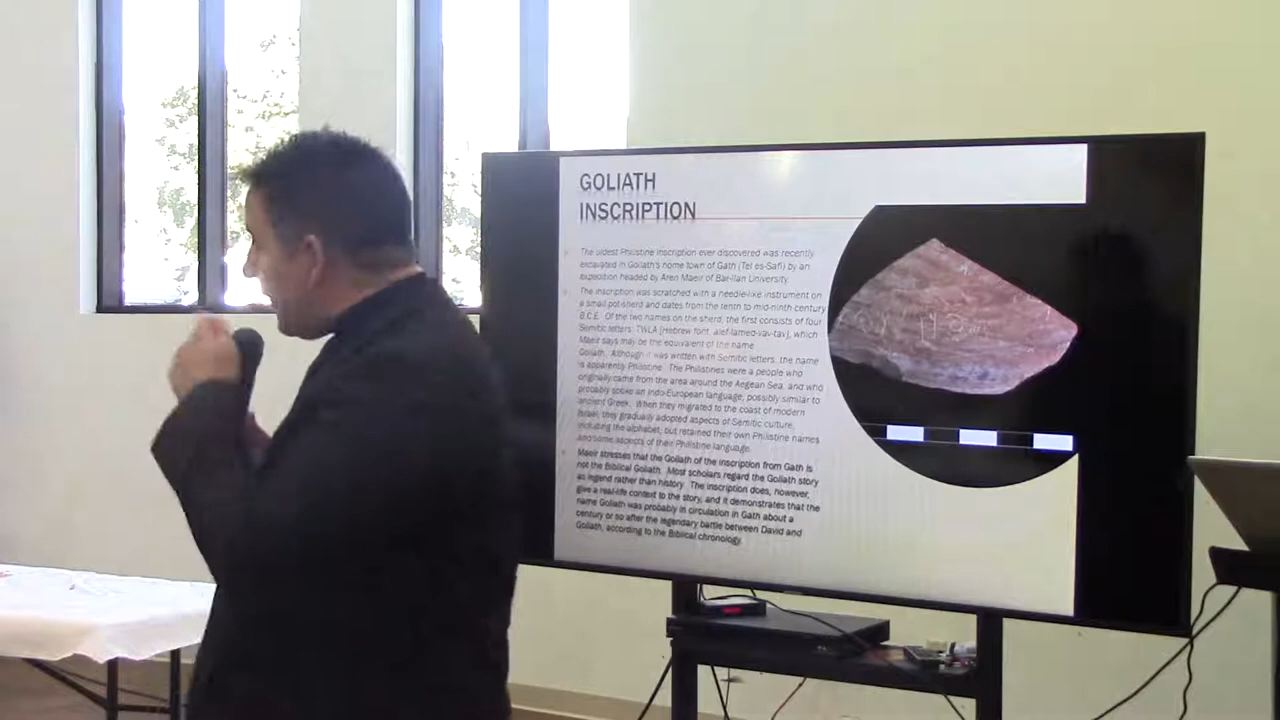 GOLIATH
INSCRIPTION
The oldest Philistine inscription ever discovered was recently
excavated in Goliath's home town of Gath (Tel es-Safi) by an
expedition headed by Aren Maeir of Bar-Ilan University.
The inscription was scratched with a needle-like instrument on
a small pot-sherd and dates from the tenth to mid-ninth century
B.C.E. Of the two names on the sherd, the first consists of four
Semitic letters: TWLA [Hebrew font: alef-lamed-vav-tav], which
Maeir says may be the equivalent of the name
Goliath. Although it was written with Semitic letters, the name
is apparently Philistine. The Philistines were a people who
originally came from the area around the Aegean Sea, and who
probably spoke an Indo-European language, possibly similar to
ancient Greek. When they migrated to the coast of modern
Israel, they gradually adopted aspects of Semitic culture,
including the alphabet, but retained their own Philistine names
and some aspects of their Philistine language.
Maeir stresses that the Goliath of the inscription from Gath is
not the Biblical Goliath. Most scholars regard the Goliath story
as legend rather than history. The inscription does, however,
give a real-life context to the story, and it demonstrates that the
name Goliath was probably in circulation in Gath about a
century or so after the legendary battle between David and
Goliath, according to the Biblical chronology.